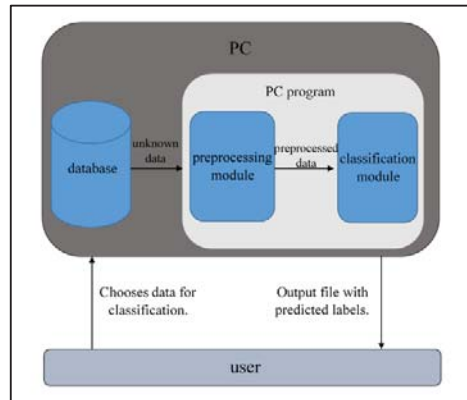 PC
PC program
database
unknown
data
preprocessing
module
preprocessed
data
classification
module
Chooses data for
classification.
Output file with
predicted labels.
user